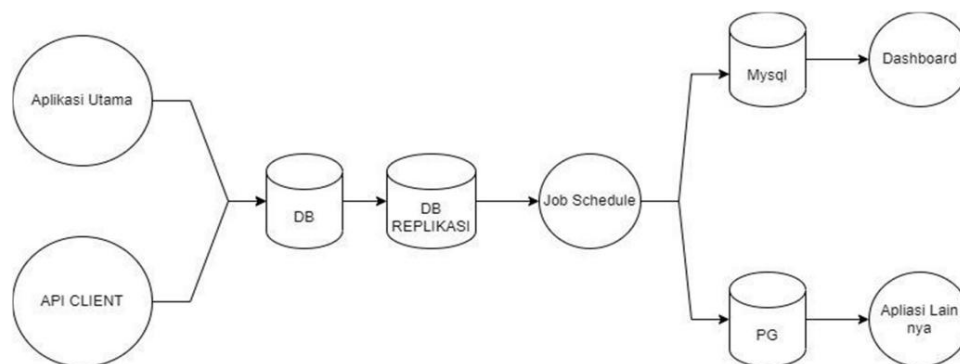 Aplikasi Utama
API CLIENT
DB
DB
REPLIKASI
Job Schedule
Mysql
Dashboard
PG
Apliasi Lain
nya